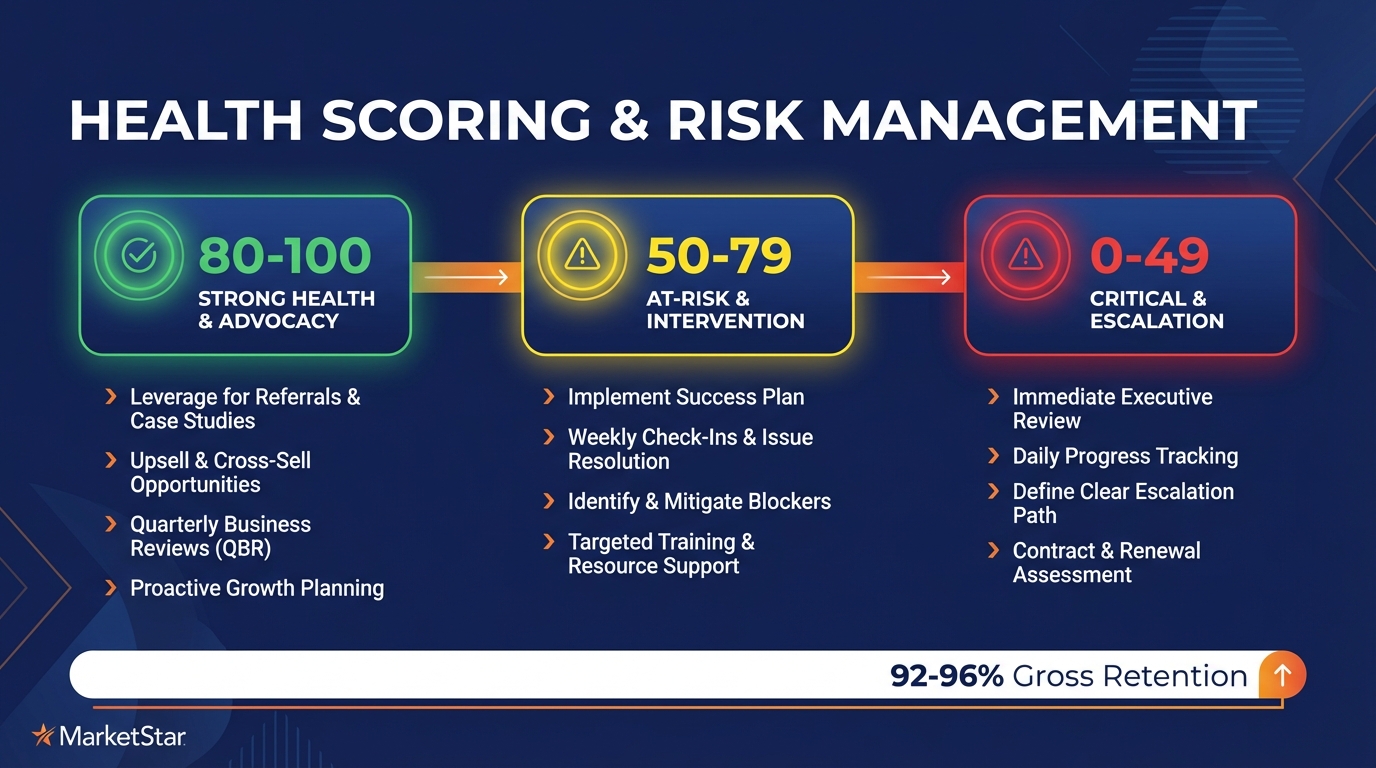 HEALTH SCORING & RISK MANAGEMENT
80-100
STRONG HEALTH
& ADVOCACY
Leverage for Referrals &
Case Studies
Upsell & Cross-Sell
Opportunities
Quarterly Business
Reviews (QBR)
Proactive Growth Planning
50-79
AT-RISK &
INTERVENTION
Implement Success Plan
Weekly Check-Ins & Issue
Resolution
Identify & Mitigate Blockers
Targeted Training &
Resource Support
0-49
CRITICAL &
ESCALATION
Immediate Executive
Review
Daily Progress Tracking
Define Clear Escalation
Path
Contract & Renewal
Assessment
92-96% Gross Retention
MarketStar